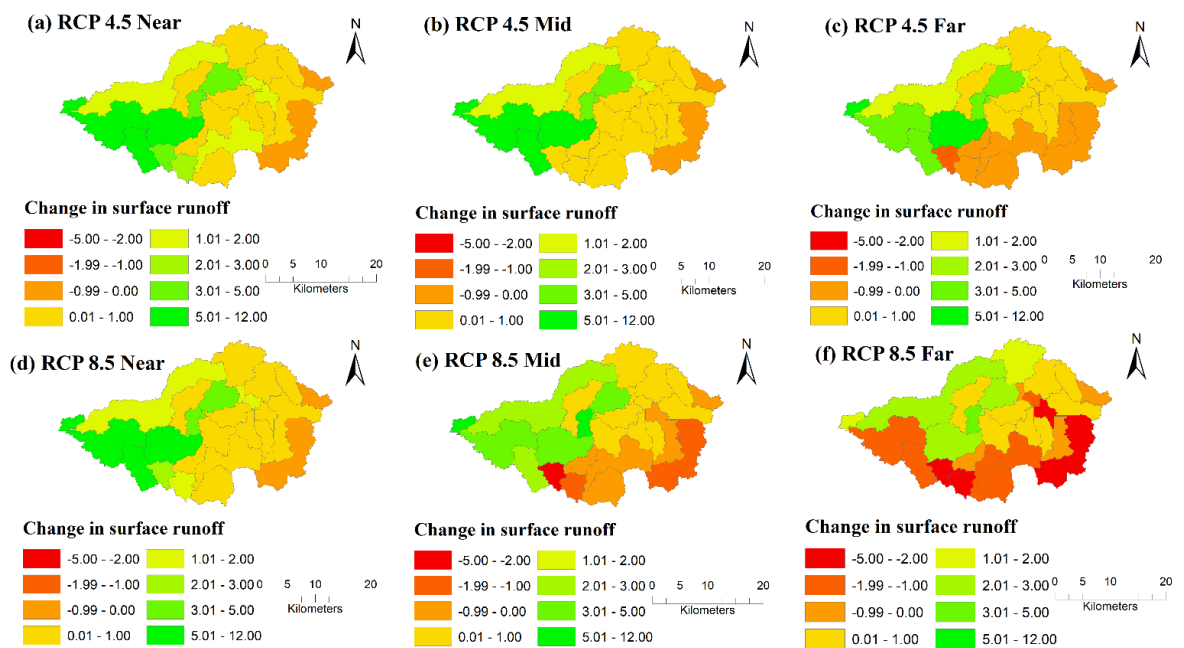 (a) RCP 4.5 Near
N
(b) RCP 4.5 Mid
N
(c) RCP 4.5 Far
N
Change in surface runoff
-5.00 - -2.00 1.01 - 2.00
-1.99 - -1.00 2.01 - 3.00
-0.99 - 0.00 3.01 - 5.00
0.01 - 1.00 5.01 - 12.00
0 5 10 20
Kilometers
Change in surface runoff
-5.00 - -2.00 1.01 - 2.00
-1.99 - -1.00 2.01 - 3.00
-0.99 - 0.00 3.01 - 5.00
0.01 - 1.00 5.01 - 12.00
0 5 10 20
Kilometers
Change in surface runoff
-5.00 - -2.00 1.01 - 2.00
-1.99 - -1.00 2.01 - 3.00
-0.99 - 0.00 3.01 - 5.00
0.01 - 1.00 5.01 - 12.00
0 5 10 20
Kilometers
(d) RCP 8.5 Near
N
(e) RCP 8.5 Mid
N
(f) RCP 8.5 Far
N
Change in surface runoff
-5.00 - -2.00 1.01 - 2.00
-1.99 - -1.00 2.01 - 3.00
-0.99 - 0.00 3.01 - 5.00
0.01 - 1.00 5.01 - 12.00
0 5 10 20
Kilometers
Change in surface runoff
-5.00 - -2.00 1.01 - 2.00
-1.99 - -1.00 2.01 - 3.00
-0.99 - 0.00 3.01 - 5.00
0.01 - 1.00 5.01 - 12.00
0 5 10 20
Kilometers
Change in surface runoff
-5.00 - -2.00 1.01 - 2.00
-1.99 - -1.00 2.01 - 3.00
-0.99 - 0.00 3.01 - 5.00
0.01 - 1.00 5.01 - 12.00
0 5 10 20
Kilometers